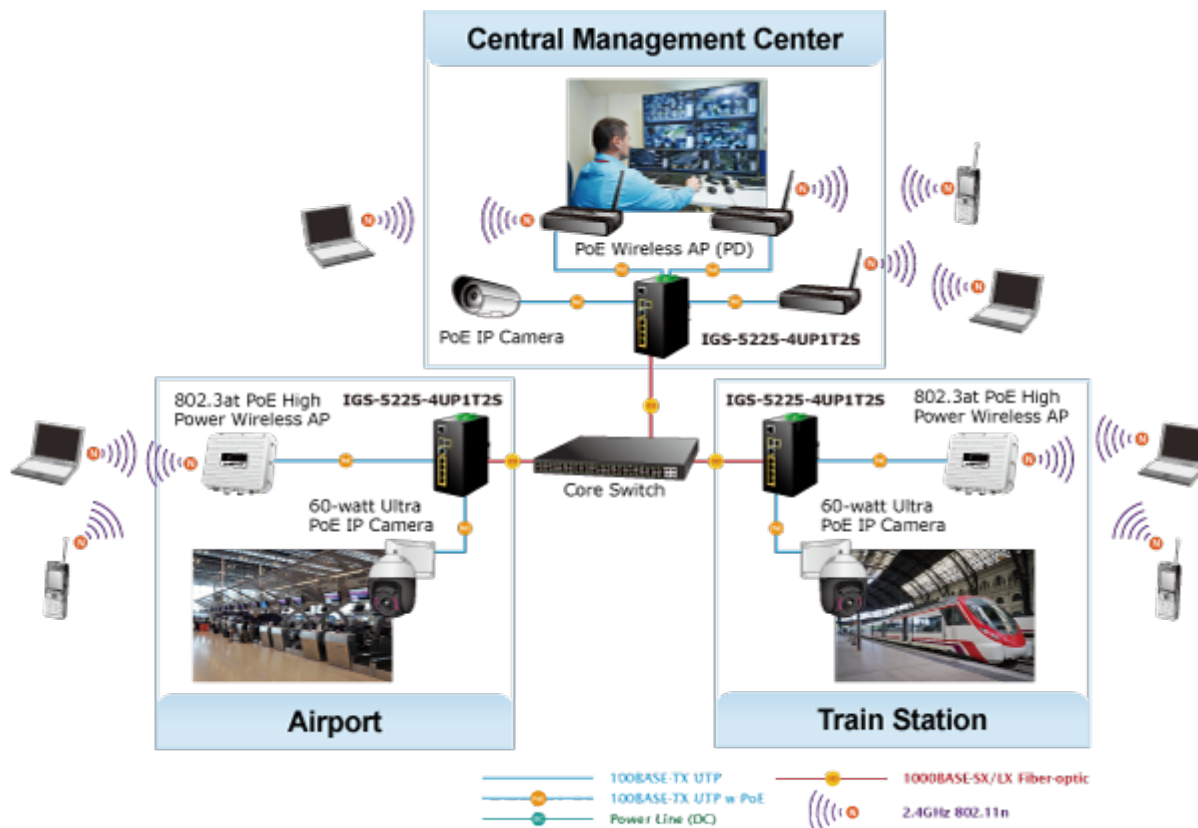 Central Management Center
PoE Wireless AP (PD)
PoE IP Camera
IGS-5225-4UP1T2S
802.3at PoE High
Power Wireless AP
IGS-5225-4UP1T2S
60-watt Ultra
PoE IP Camera
Airport
Core Switch
IGS-5225-4UP1T2S
802.3at PoE High
Power Wireless AP
60-watt Ultra
PoE IP Camera
Train Station
100BASE-TX UTP
100BASE-TX UTP w PoE
Power Line (DC)
DC
1000BASE-SX/LX Fiber-optic
N
2.4GHz 802.11n